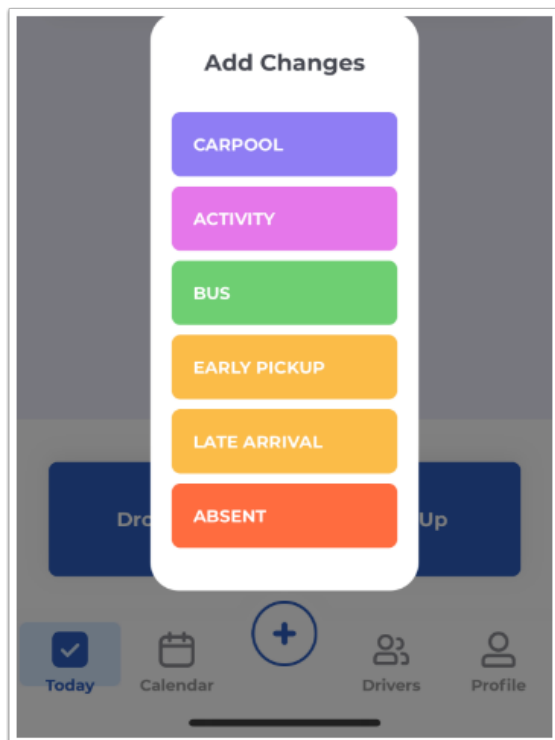 Add Changes
CARPOOL
ACTIVITY
BUS
EARLY PICKUP
LATE ARRIVAL
ABSENT
Up
Today Calendar Drivers Profile